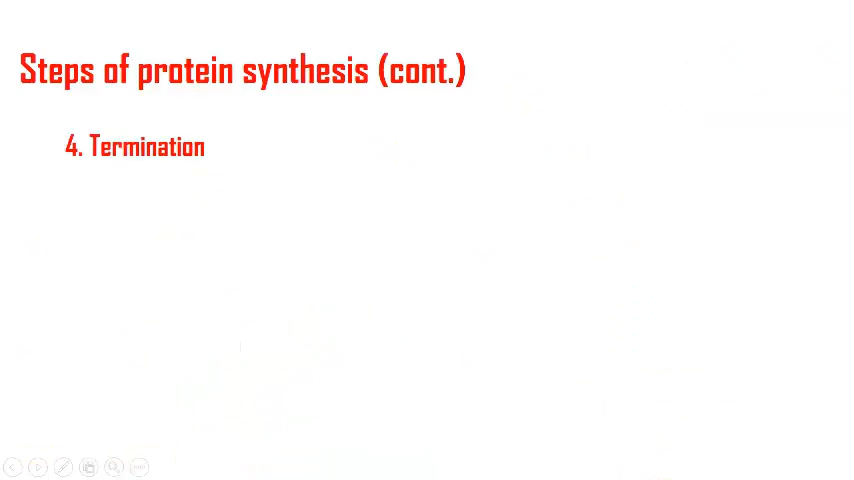 Steps of protein synthesis (cont.)
4. Termination